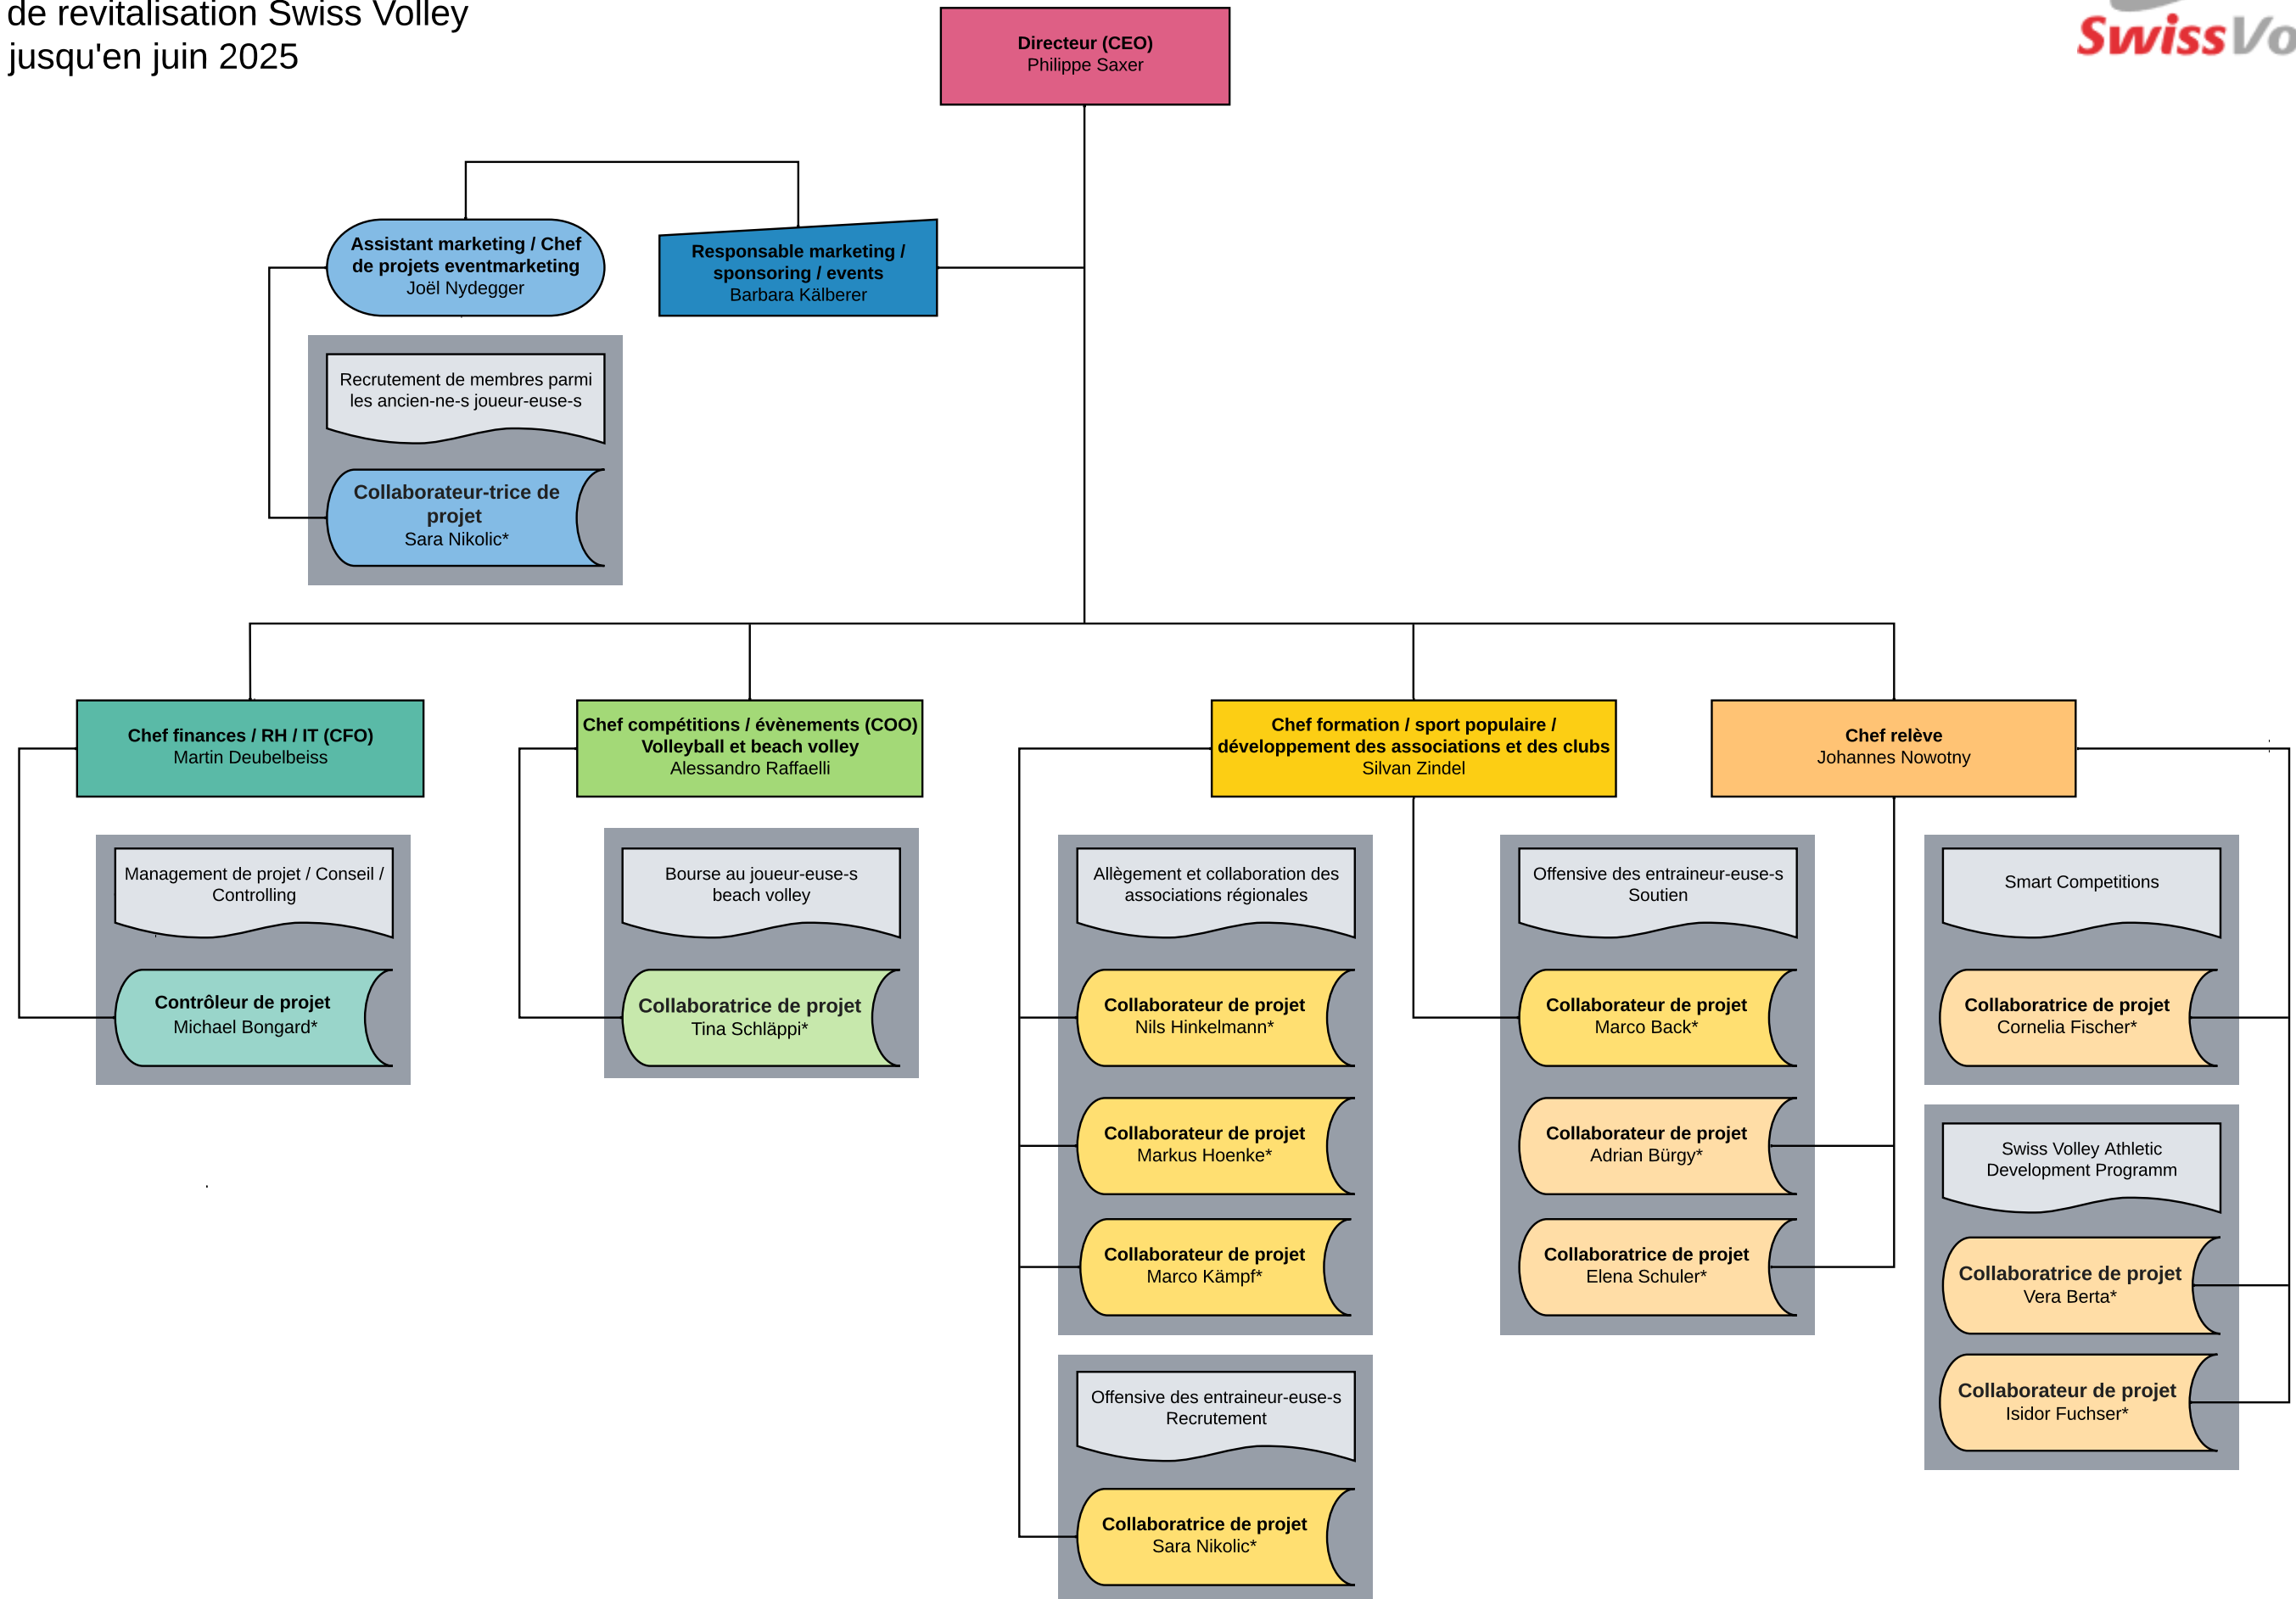 de revitalisation Swiss Volley
jusqu'en juin 2025
SwissVo
Directeur (CEO)
Philippe Saxer
Assistant marketing / Chef
de projets eventmarketing
Joël Nydegger
Responsable marketing /
sponsoring / events
Barbara Kälberer
Recrutement de membres parmi
les ancien-ne-s joueur-euse-s
Collaborateur-trice de
projet
Sara Nikolic*
Chef finances / RH / IT (CFO)
Martin Deubelbeiss
Management de projet / Conseil /
Controlling
Contrôleur de projet
Michael Bongard*
Chef compétitions / évènements (COO)
Volleyball et beach volley
Alessandro Raffaelli
Bourse au joueur-euse-s
beach volley
Collaboratrice de projet
Tina Schläppi*
Chef formation / sport populaire /
développement des associations et des clubs
Silvan Zindel
Allègement et collaboration des
associations régionales
Collaborateur de projet
Nils Hinkelmann*
Collaborateur de projet
Markus Hoenke*
Collaborateur de projet
Marco Kämpf*
Offensive des entraineur-euse-s
Recrutement
Collaboratrice de projet
Sara Nikolic*
Offensive des entraineur-euse-s
Soutien
Collaborateur de projet
Marco Back*
Collaborateur de projet
Adrian Bürgy*
Collaboratrice de projet
Elena Schuler*
Chef relève
Johannes Nowotny
Smart Competitions
Collaboratrice de projet
Cornelia Fischer*
Swiss Volley Athletic
Development Programm
Collaboratrice de projet
Vera Berta*
Collaborateur de projet
Isidor Fuchser*